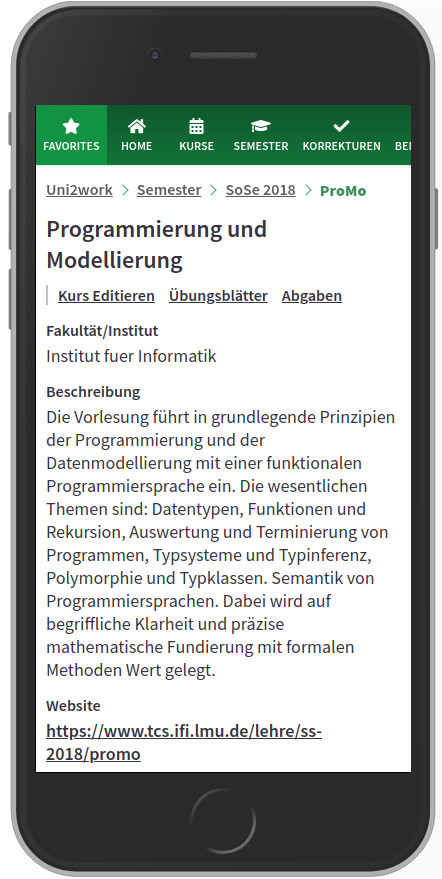 FAVORITES HOME KURSE SEMESTER KORREKTUREN
Uni2work > Semester > SoSe 2018 > ProMo
Programmierung und
Modellierung
Kurs Editieren Übungsblätter Abgaben
Fakultät/Institut
Institut fuer Informatik
Beschreibung
Die Vorlesung führt in grundlegende Prinzipien
der Programmierung und der
Datenmodellierung mit einer funktionalen
Programmiersprache ein. Die wesentlichen
Themen sind: Datentypen, Funktionen und
Rekursion, Auswertung und Terminierung von
Programmen, Typsysteme und Typinferenz,
Polymorphie und Typklassen. Semantik von
Programmiersprachen. Dabei wird auf
begriffliche Klarheit und präzise
mathematische Fundierung mit formalen
Methoden Wert gelegt.
Website
https://www.tcs.ifi.lmu.de/lehre/ss-
2018/promo